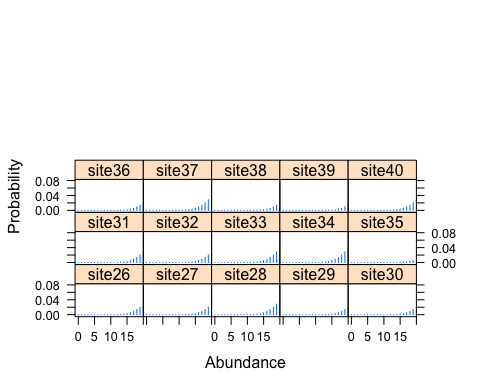 Probability
site36 site37 site38 site39 site40
0.08
0.04
0.00
site31 site32 site33 site34 site35
0.08
0.04
0.00
site26 site27 site28 site29 site30
0.08
0.04
0.00
0 5 10 15 0 5 10 15 0 5 10 15
Abundance